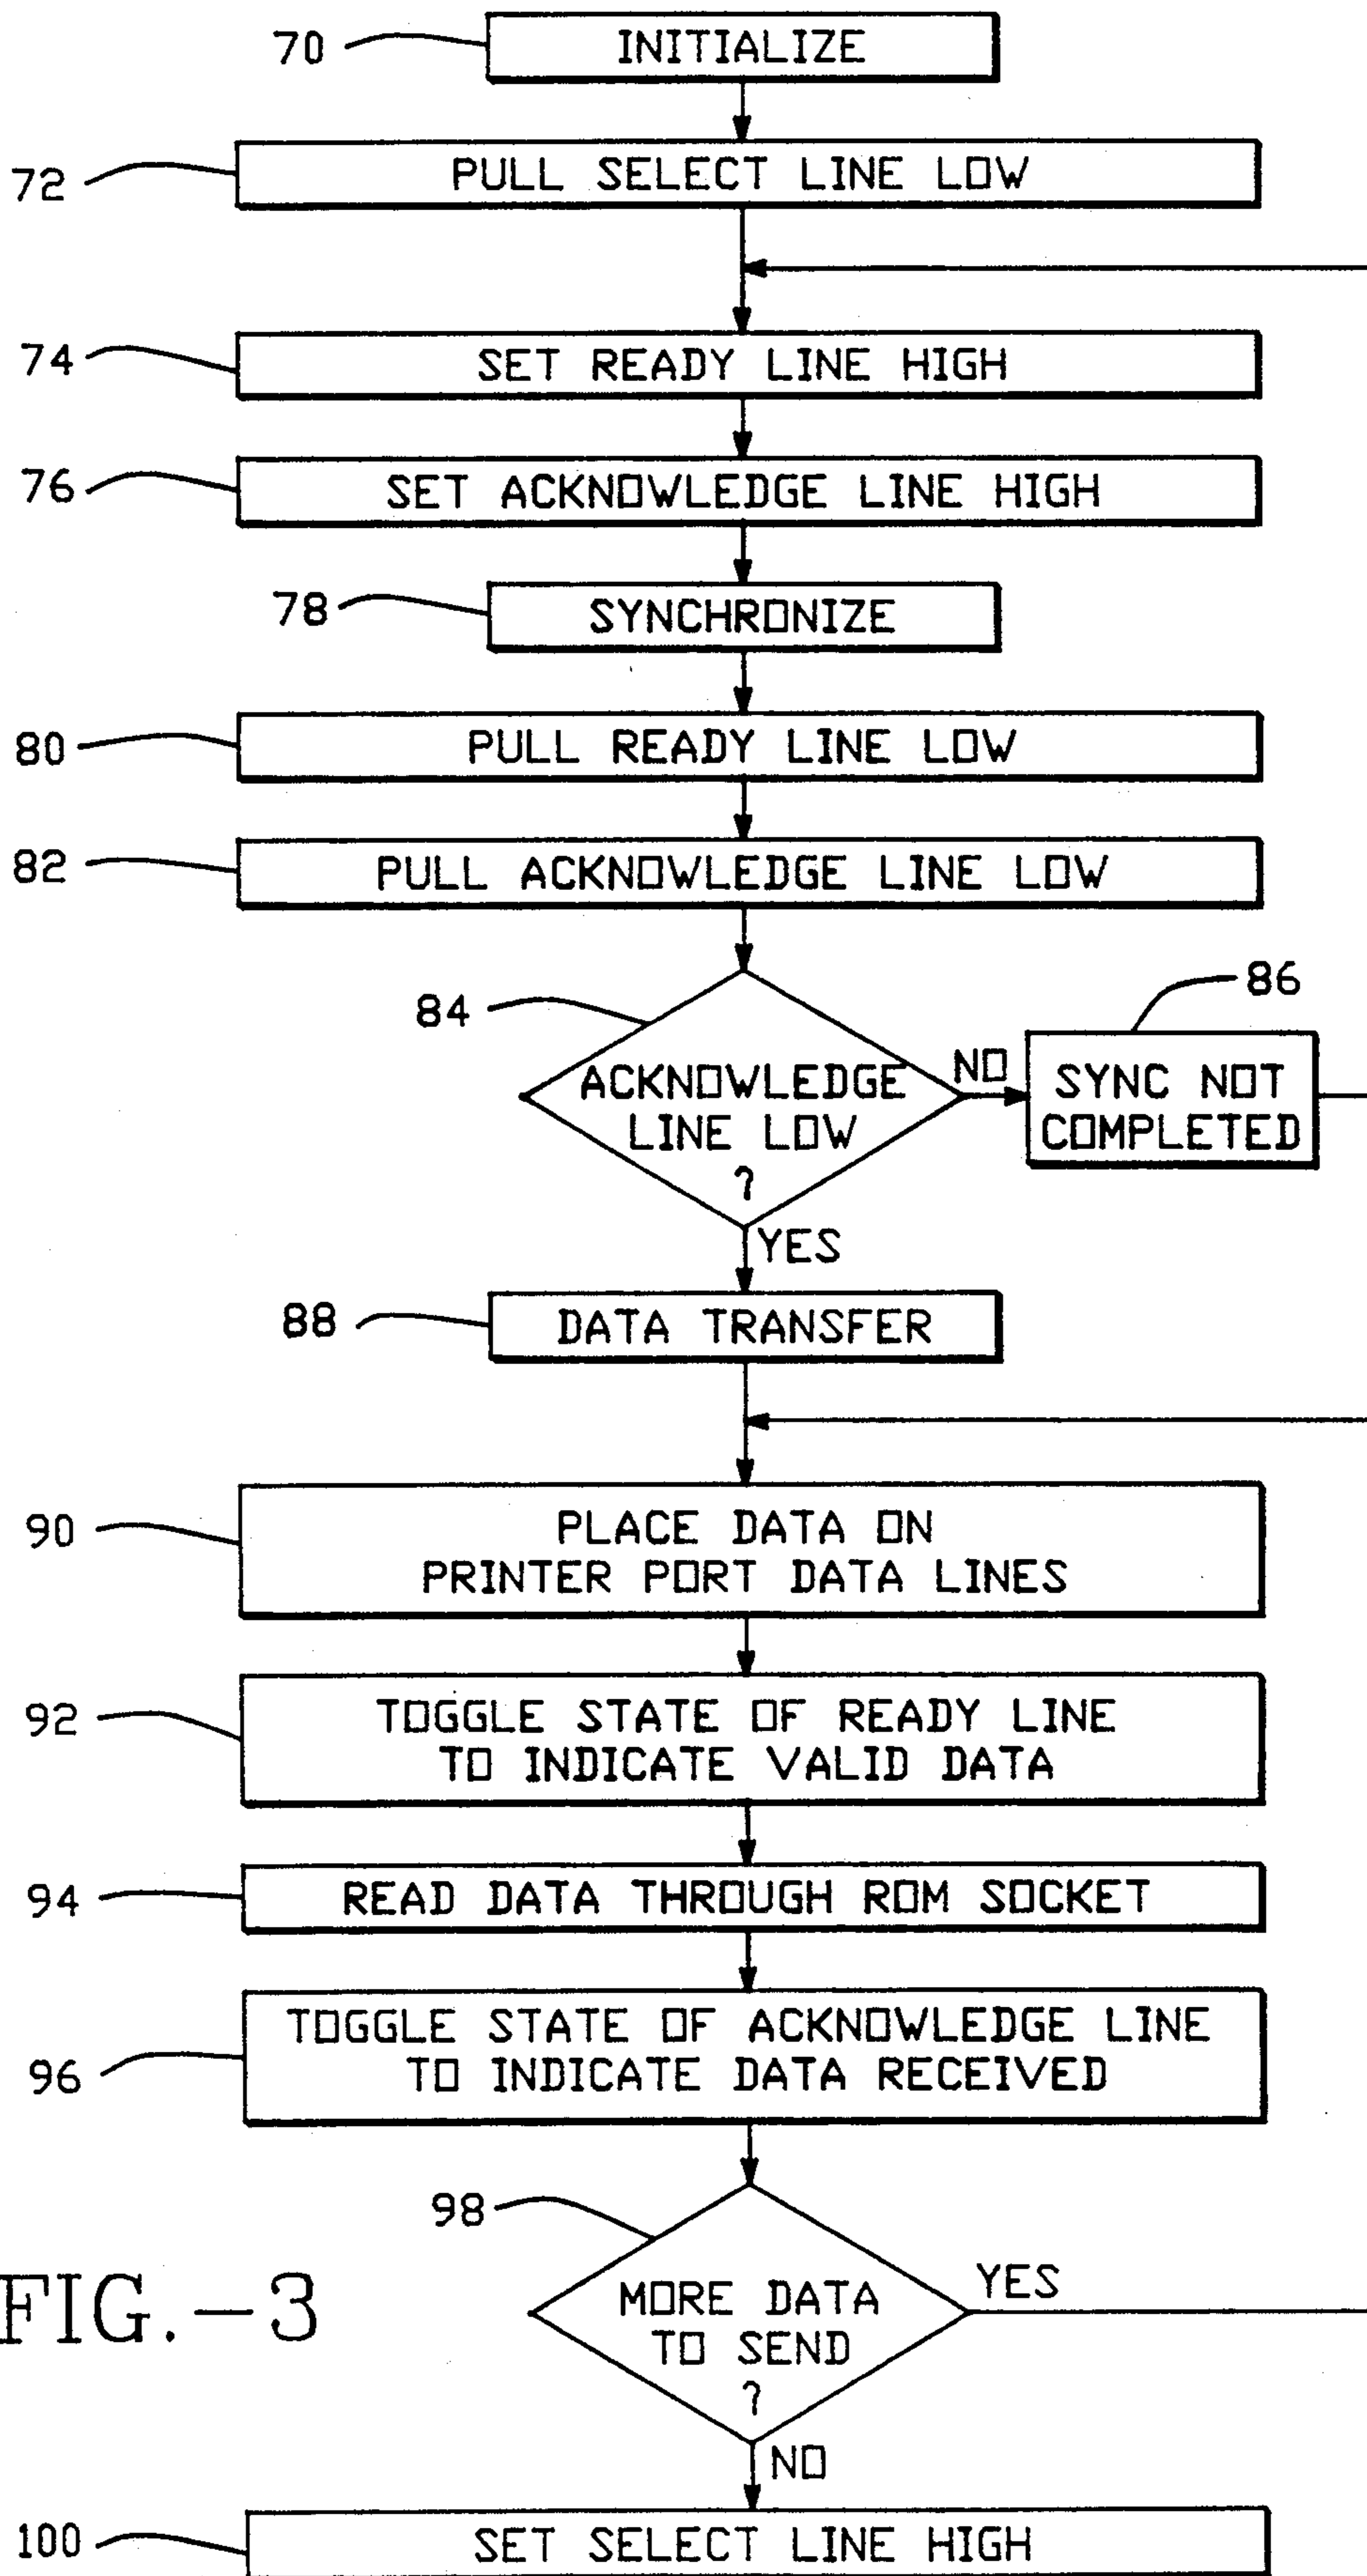 70
INITIALIZE
72
PULL SELECT LINE LOW
74
SET READY LINE HIGH
76
SET ACKNOWLEDGE LINE HIGH
78
SYNCHRONIZE
80
PULL READY LINE LOW
82
PULL ACKNOWLEDGE LINE LOW
84
ACKNOWLEDGE
LINE LOW
?
NO
86
SYNC NOT
COMPLETED
YES
88
DATA TRANSFER
90
PLACE DATA ON
PRINTER PORT DATA LINES
92
TOGGLE STATE OF READY LINE
TO INDICATE VALID DATA
94
READ DATA THROUGH ROM SOCKET
96
TOGGLE STATE OF ACKNOWLEDGE LINE
TO INDICATE DATA RECEIVED
98
MORE DATA
TO SEND
?
YES
FIG.-3
NO
100
SET SELECT LINE HIGH